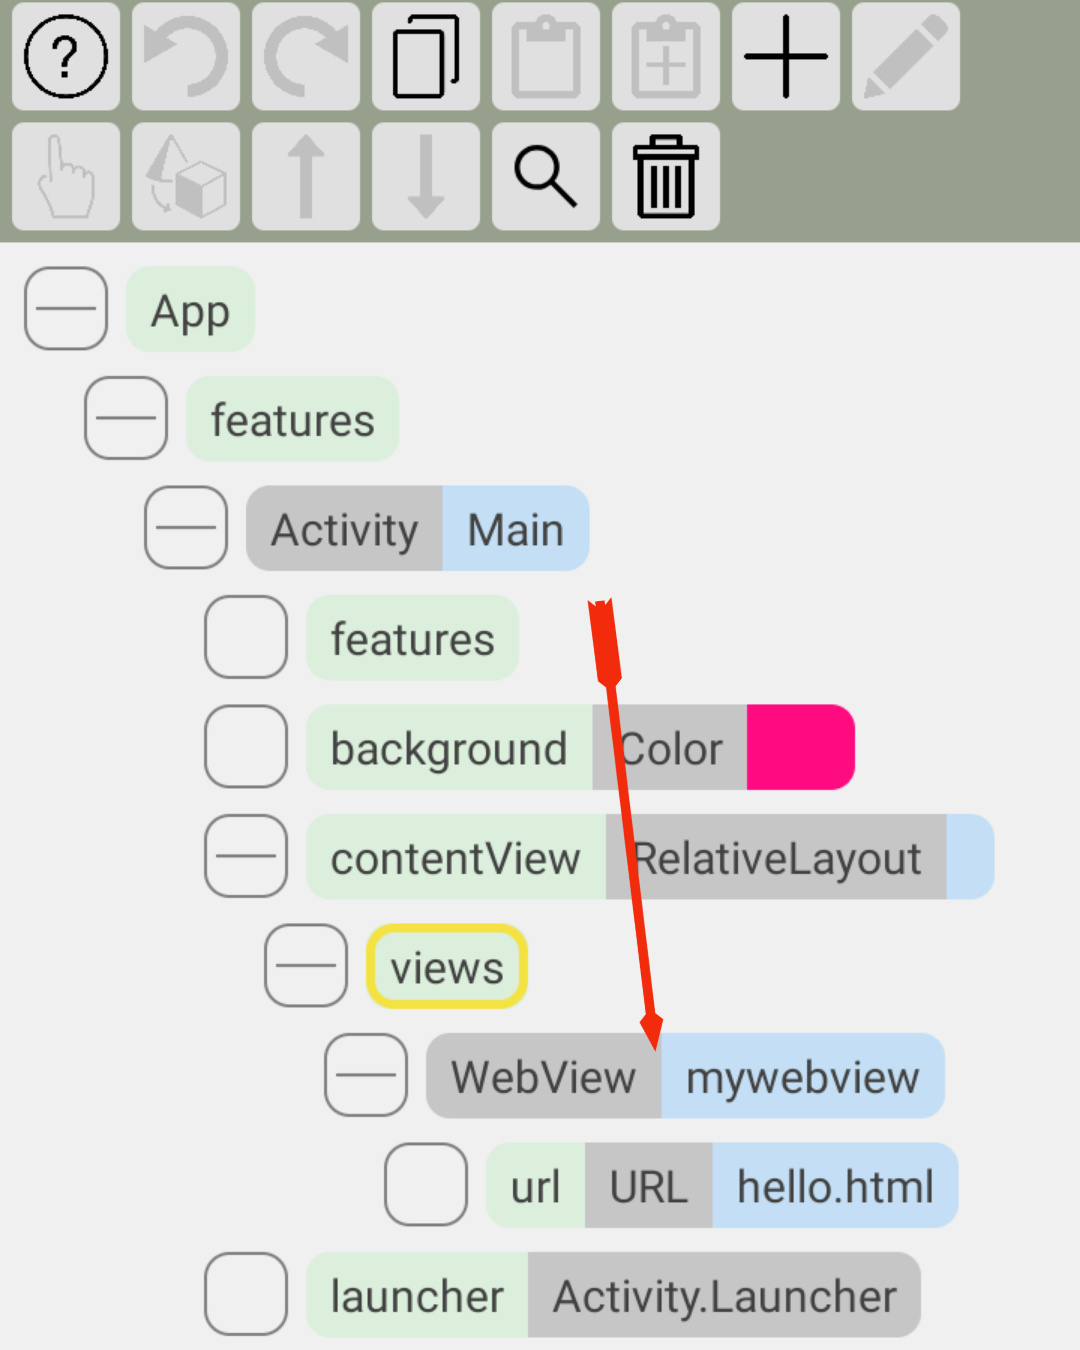 ?
App
features
Activity Main
features
background Color
contentView RelativeLayout
views
WebView mywebview
url URL hello.html
launcher Activity.Launcher